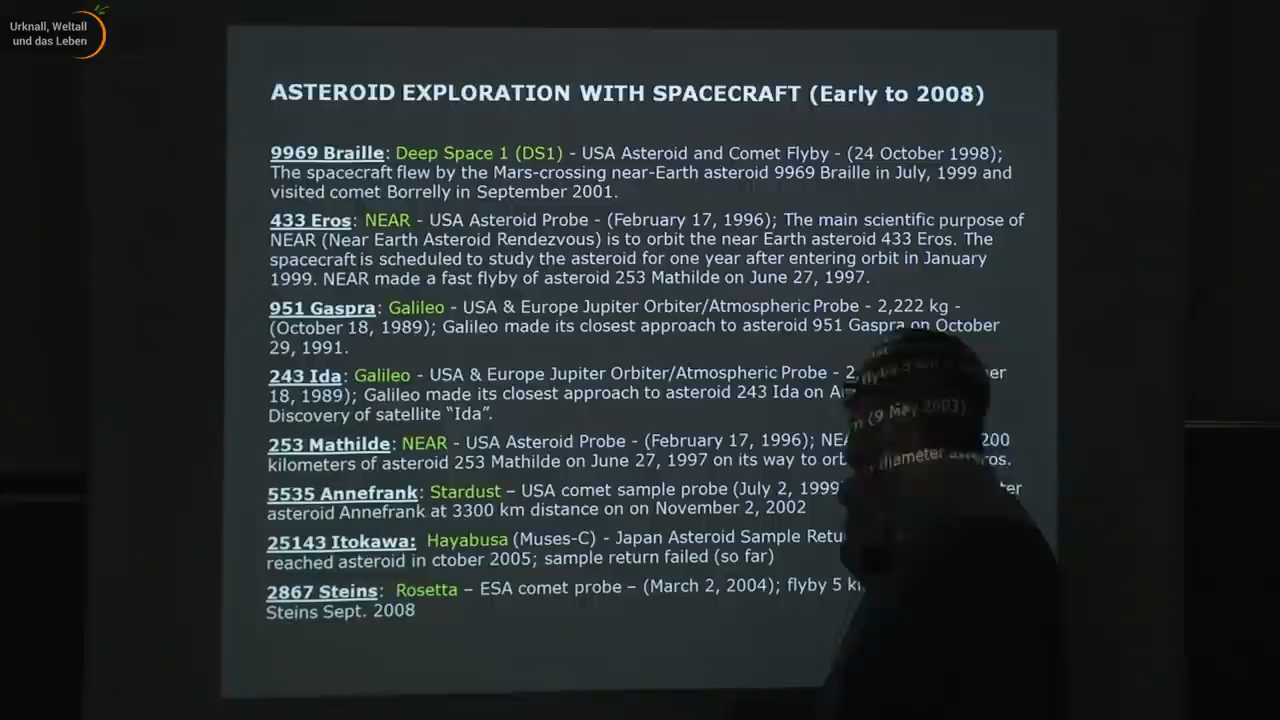 Urknall, Weltall
und das Leben
ASTEROID EXPLORATION WITH SPACECRAFT (Early to 2008)
9969 Braille: Deep Space 1 (DS1) - USA Asteroid and Comet Flyby - (24 October 1998);
The spacecraft flew by the Mars-crossing near-Earth asteroid 9969 Braille in July, 1999 and
visited comet Borrelly in September 2001.
433 Eros: NEAR - USA Asteroid Probe - (February 17, 1996); The main scientific purpose of
NEAR (Near Earth Asteroid Rendezvous) is to orbit the near Earth asteroid 433 Eros. The
spacecraft is scheduled to study the asteroid for one year after entering orbit in January
1999. NEAR made a fast flyby of asteroid 253 Mathilde on June 27, 1997.
951 Gaspra: Galileo - USA & Europe Jupiter Orbiter/Atmospheric Probe - 2,222 kg -
(October 18, 1989); Galileo made its closest approach to asteroid 951 Gaspra on October
29, 1991.
243 Ida: Galileo - USA & Europe Jupiter Orbiter/Atmospheric Probe -
18, 1989); Galileo made its closest approach to asteroid 243 Ida on
Discovery of satellite "Ida".
253 Mathilde: NEAR - USA Asteroid Probe - (February 17, 1996); 200
kilometers of asteroid 253 Mathilde on June 27, 1997 on its way to
5535 Annefrank: Stardust – USA comet sample probe (July 2, 1999
asteroid Annefrank at 3300 km distance on on November 2, 2002 diameter
25143 Itokawa: Hayabusa (Muses-C) - Japan Asteroid Sample (9 May 2003)
reached asteroid in ctober 2005; sample return failed (so far)
2867 Steins: Rosetta – ESA comet probe – (March 2, 2004); flyby 5
Steins Sept. 2008